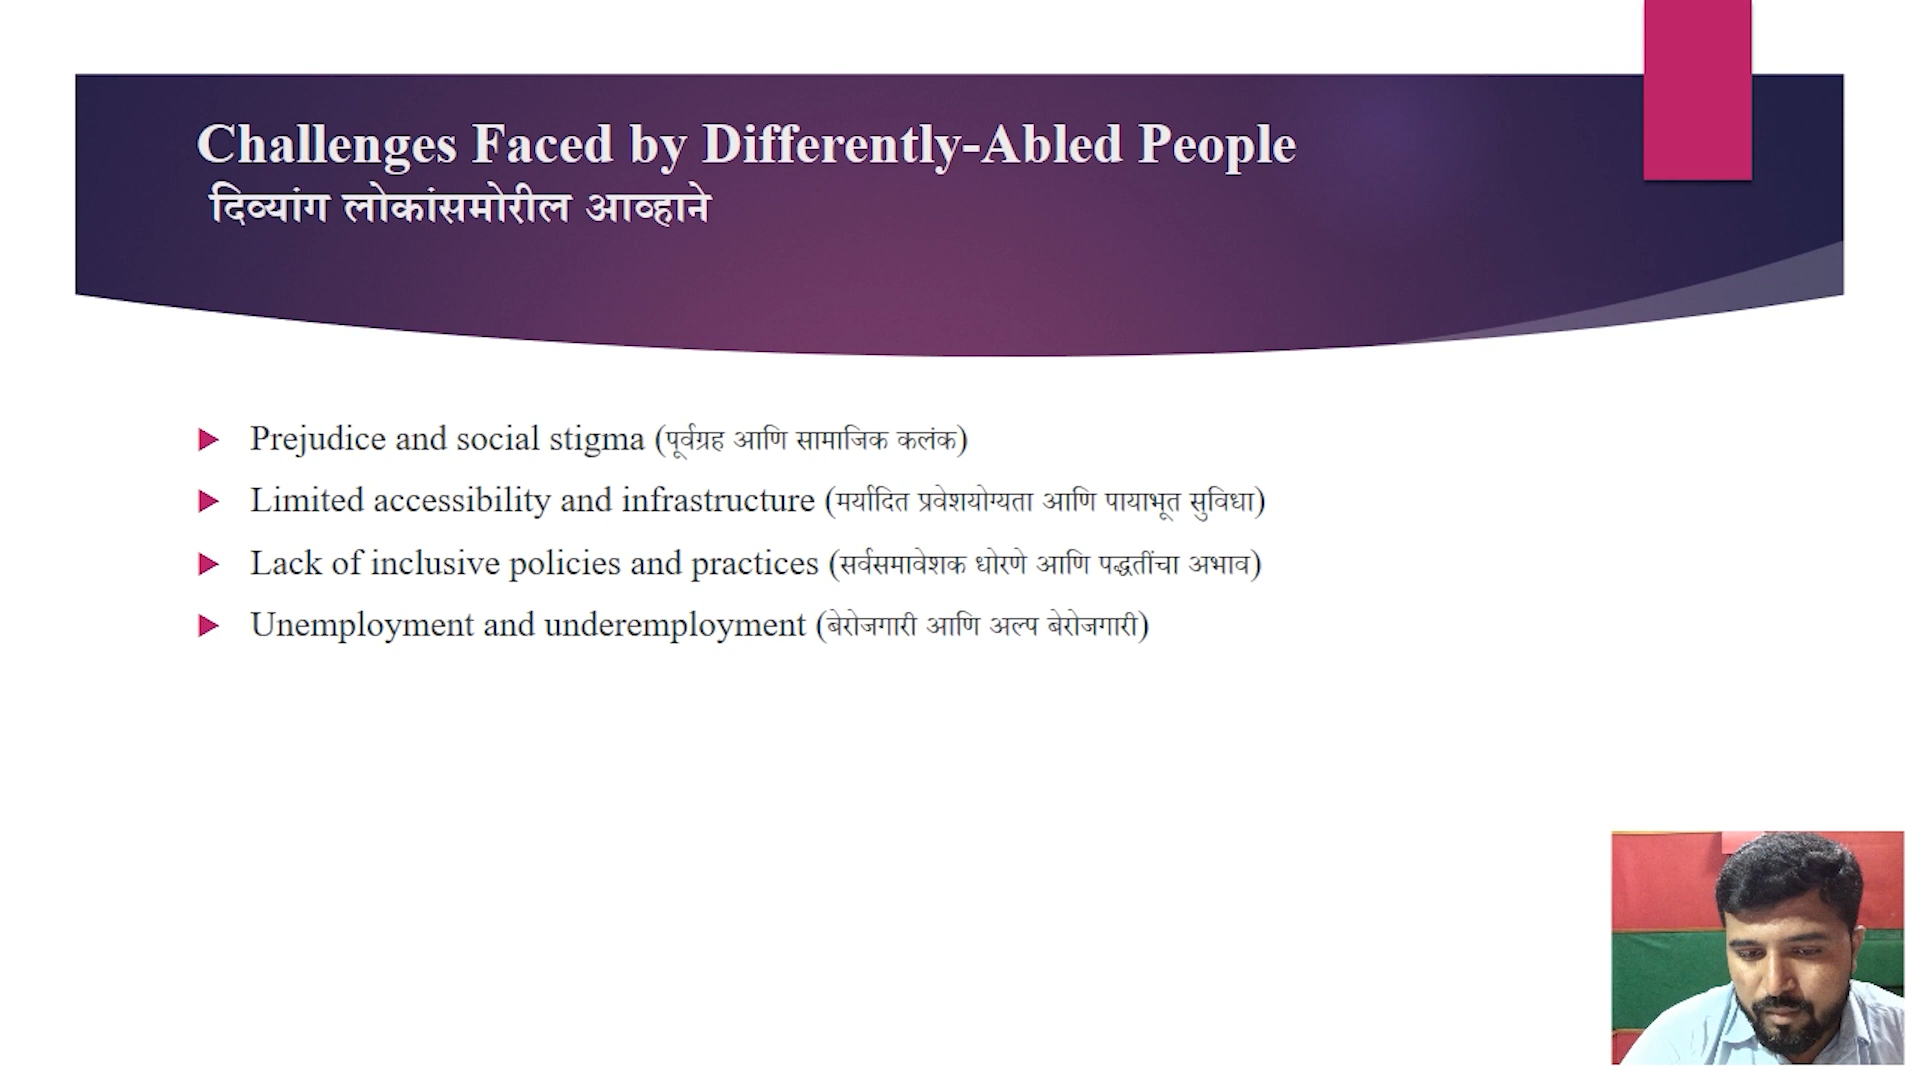 Challenges Faced by Differently-Abled People
दिव्यांग लोकांसमोरील आव्हाने
Prejudice and social stigma (पूर्वग्रह आणि सामाजिक कलंक)
Limited accessibility and infrastructure (मर्यादित प्रवेशयोग्यता आणि पायाभूत सुविधा)
Lack of inclusive policies and practices (सर्वसमावेशक धोरणे आणि पद्धतींचा अभाव)
Unemployment and underemployment (बेरोजगारी आणि अल्प बेरोजगारी)